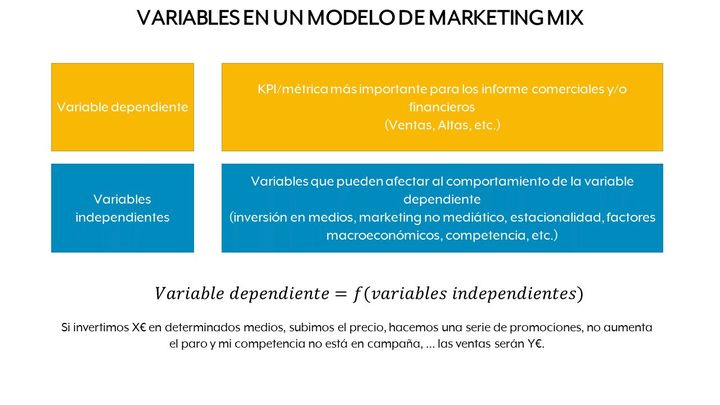 VARIABLES EN UN MODELO DE MARKETING MIX
Variable dependiente
KPI/métrica más importante para los informe comerciales y/o
financieros
(Ventas, Altas, etc.)
Variables
independientes
Variables que pueden afectar al comportamiento de la variable
dependiente
(inversión en medios, marketing no mediático, estacionalidad, factores
macroeconómicos, competencia, etc.)
Variable dependiente = f(variables independientes)
Si invertimos X€ en determinados medios, subimos el precio, hacemos una serie de promociones, no aumenta
el paro y mi competencia no está en campaña, ... las ventas serán Y€.